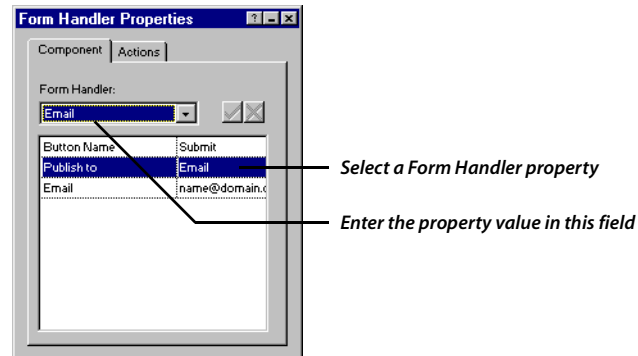 Form Handler Properties
Component
Actions
Form Handler:
Email
Button Name Submit
Publish to Email
Email name@domain.c
Select a Form Handler property
Enter the property value in this field